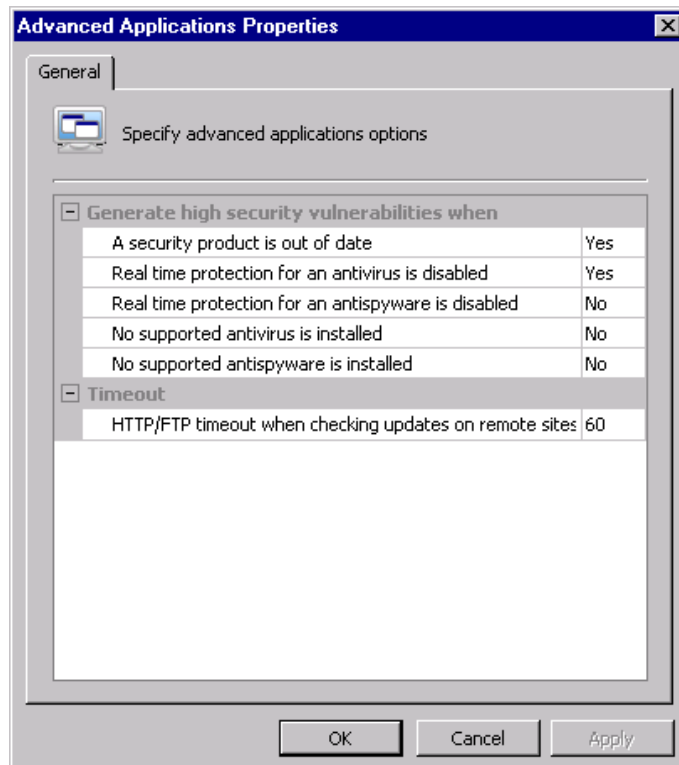 Advanced Applications Properties
General
Specify advanced applications options
Generate high security vulnerabilities when
A security product is out of date Yes
Real time protection for an antivirus is disabled Yes
Real time protection for an antispyware is disabled No
No supported antivirus is installed No
No supported antispyware is installed No
Timeout
HTTP/FTP timeout when checking updates on remote sites 60
OK Cancel Apply